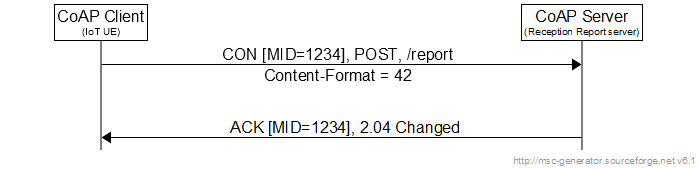 CoAP Client
(IoT UE)
CoAP Server
(Reception Report server)
CON [MID=1234], POST, /report
Content-Format = 42
ACK [MID=1234], 2.04 Changed
http://msc-generator.sourceforge.net v6.1